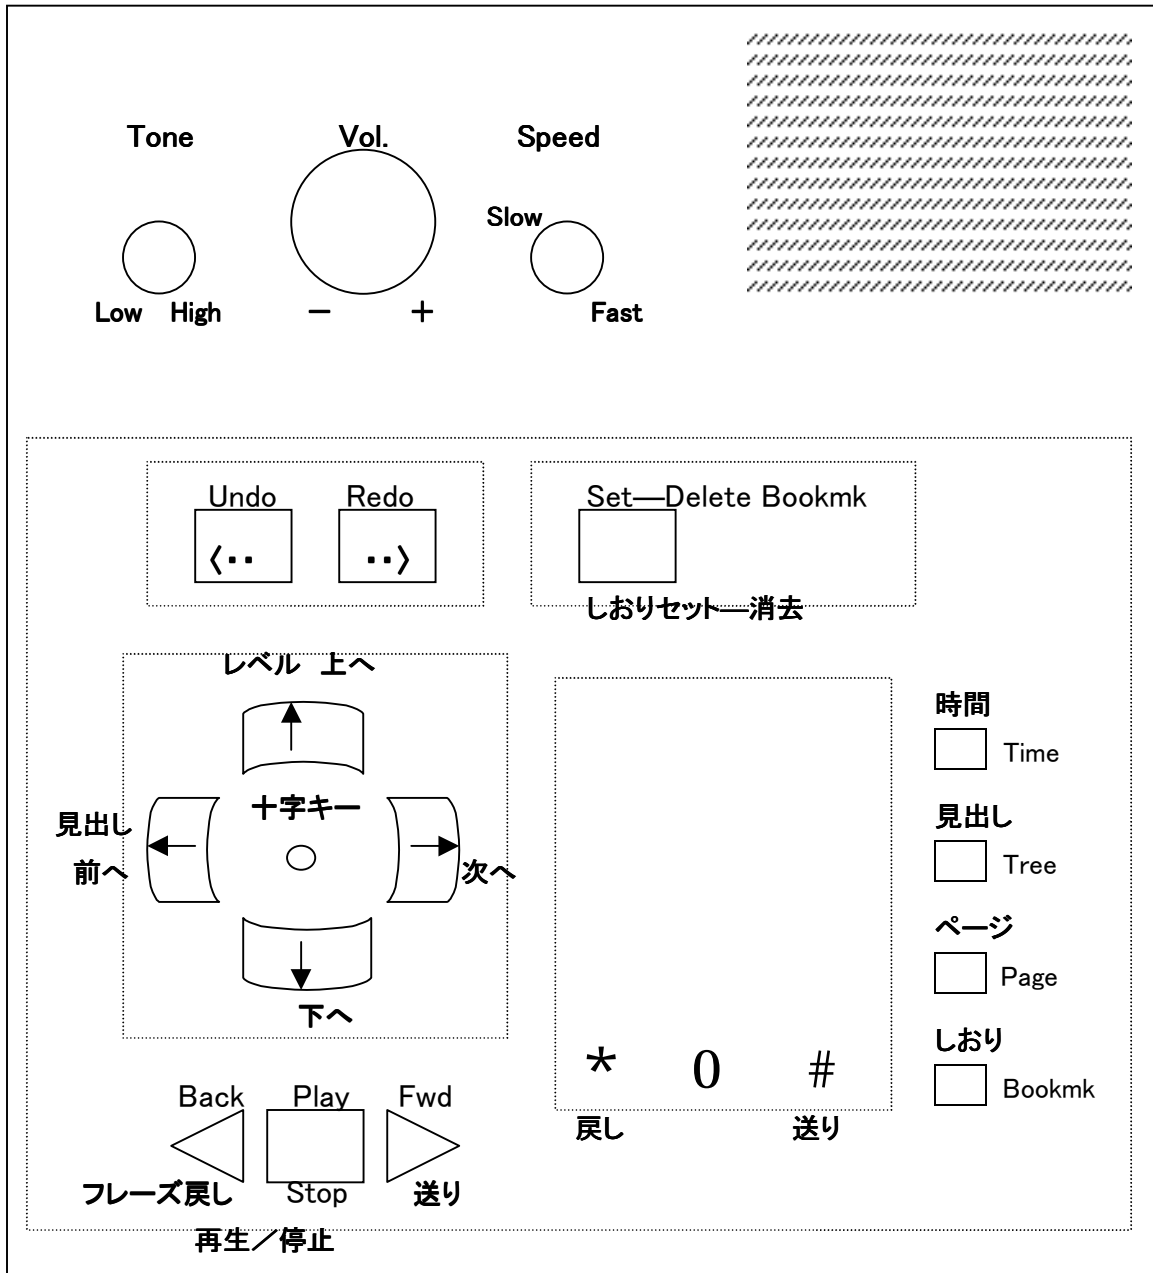 Tone Vol. Speed
Slow
Low High － ＋ Fast
Undo Redo Set—Delete Bookmk
〈‥ ‥〉
しおりセット—消去
レベル 上へ
時間
Time
十字キー
見出し
前へ
次へ
見出し
Tree
ページ
Page
下へ
しおり
Bookmk
* 0 #
戻し 送り
Back Play Fwd
フレーズ戻し Stop 送り
再生／停止